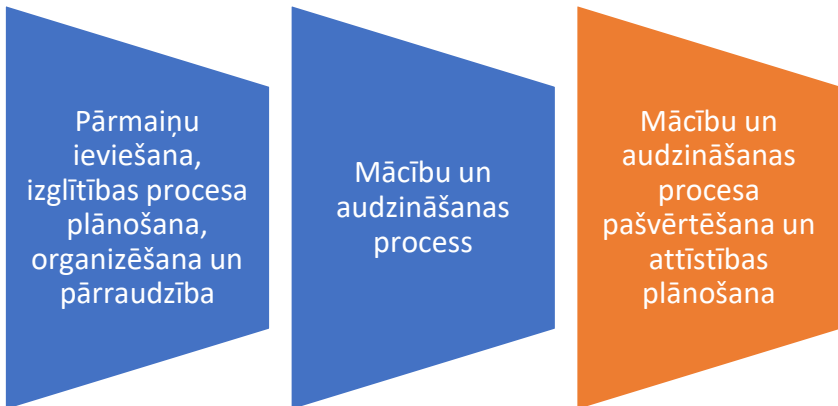 Pārmaiņu
ieviešana,
izglītības procesa
plānošana,
organizēšana un
pārraudzība
Mācību un
audzināšanas
process
Mācību un
audzināšanas
procesa
pašvērtēšana un
attīstības
plānošana